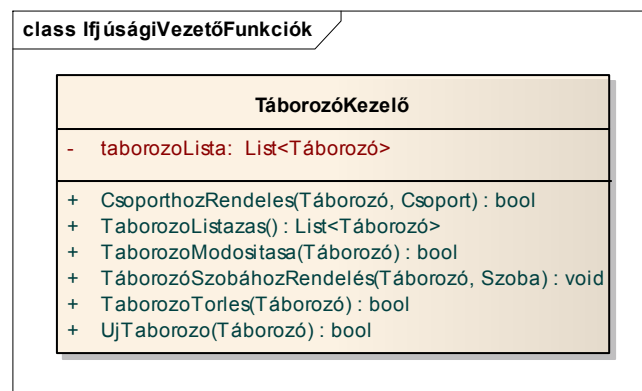 class IfjúságiVezetőFunkciók
TáborozóKezelő
- taborozoLista: List<Táborozó>
+ CsoporthozRendeles(Táborozó, Csoport) : bool
+ TaborozoListazas() : List<Táborozó>
+ TaborozoModositasa(Táborozó) : bool
+ TáborozóSzobáhozRendelés(Táborozó, Szoba) : void
+ TaborozoTorles(Táborozó) : bool
+ UjTaborozo(Táborozó) : bool